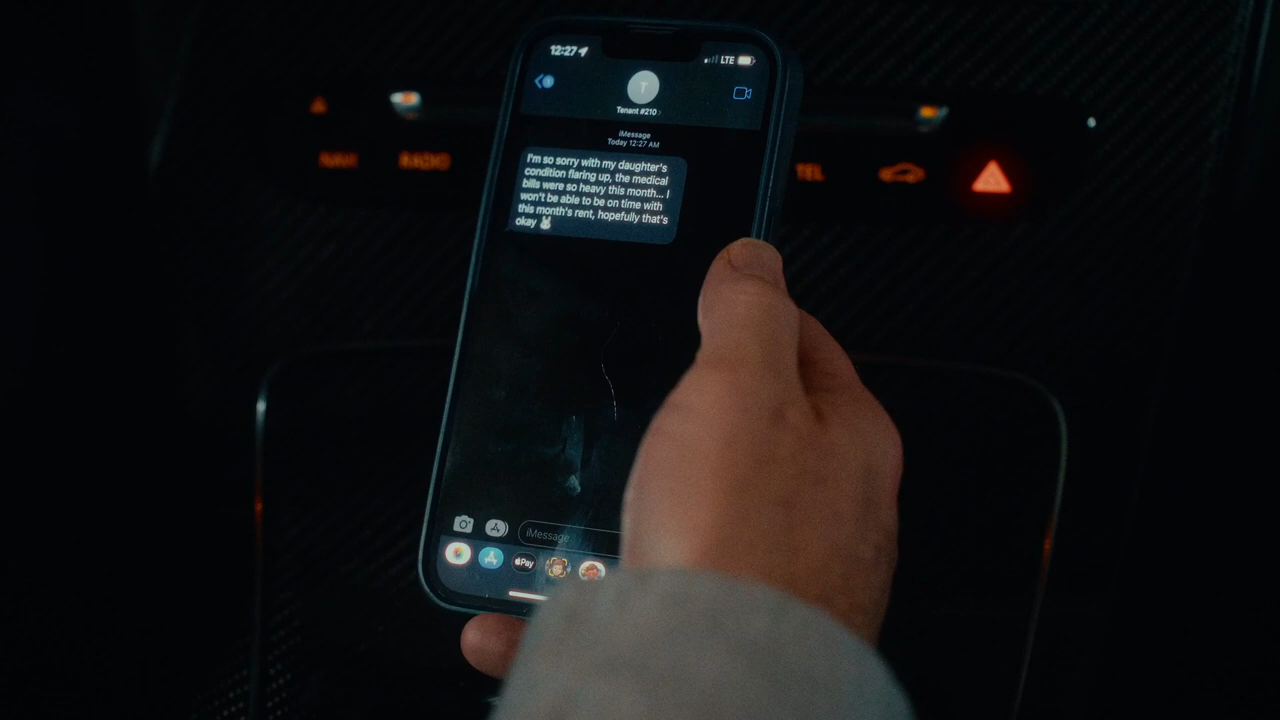 12:27
LTE
T
Tenant #210
iMessage
Today 12:27 AM
I'm so sorry with my daughter's
condition flaring up, the medical
bills were so heavy this month... I
won't be able to be on time with
this month's rent, hopefully that's
okay 🐰
NAVI
RADIO
TEL
iMessage
Pay